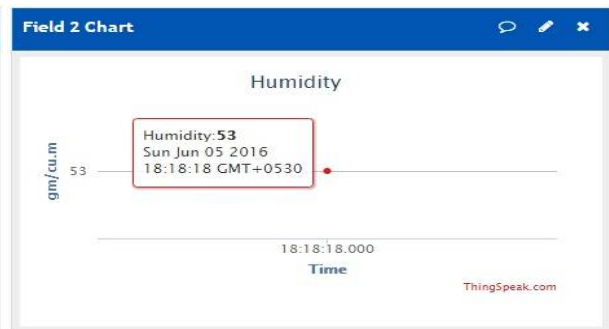 Field 2 Chart
Humidity
Humidity:53
Sun Jun 05 2016
18:18:18 GMT+0530
gm/cu.m
53
18:18:18.000
Time
ThingSpeak.com